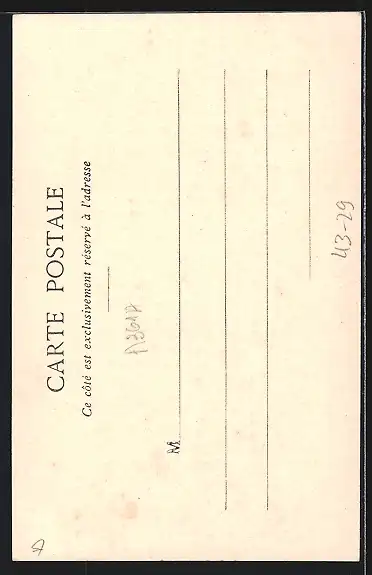 CARTE POSTALE
Ce côté est exclusivement réservé à l'adresse
M
43-29